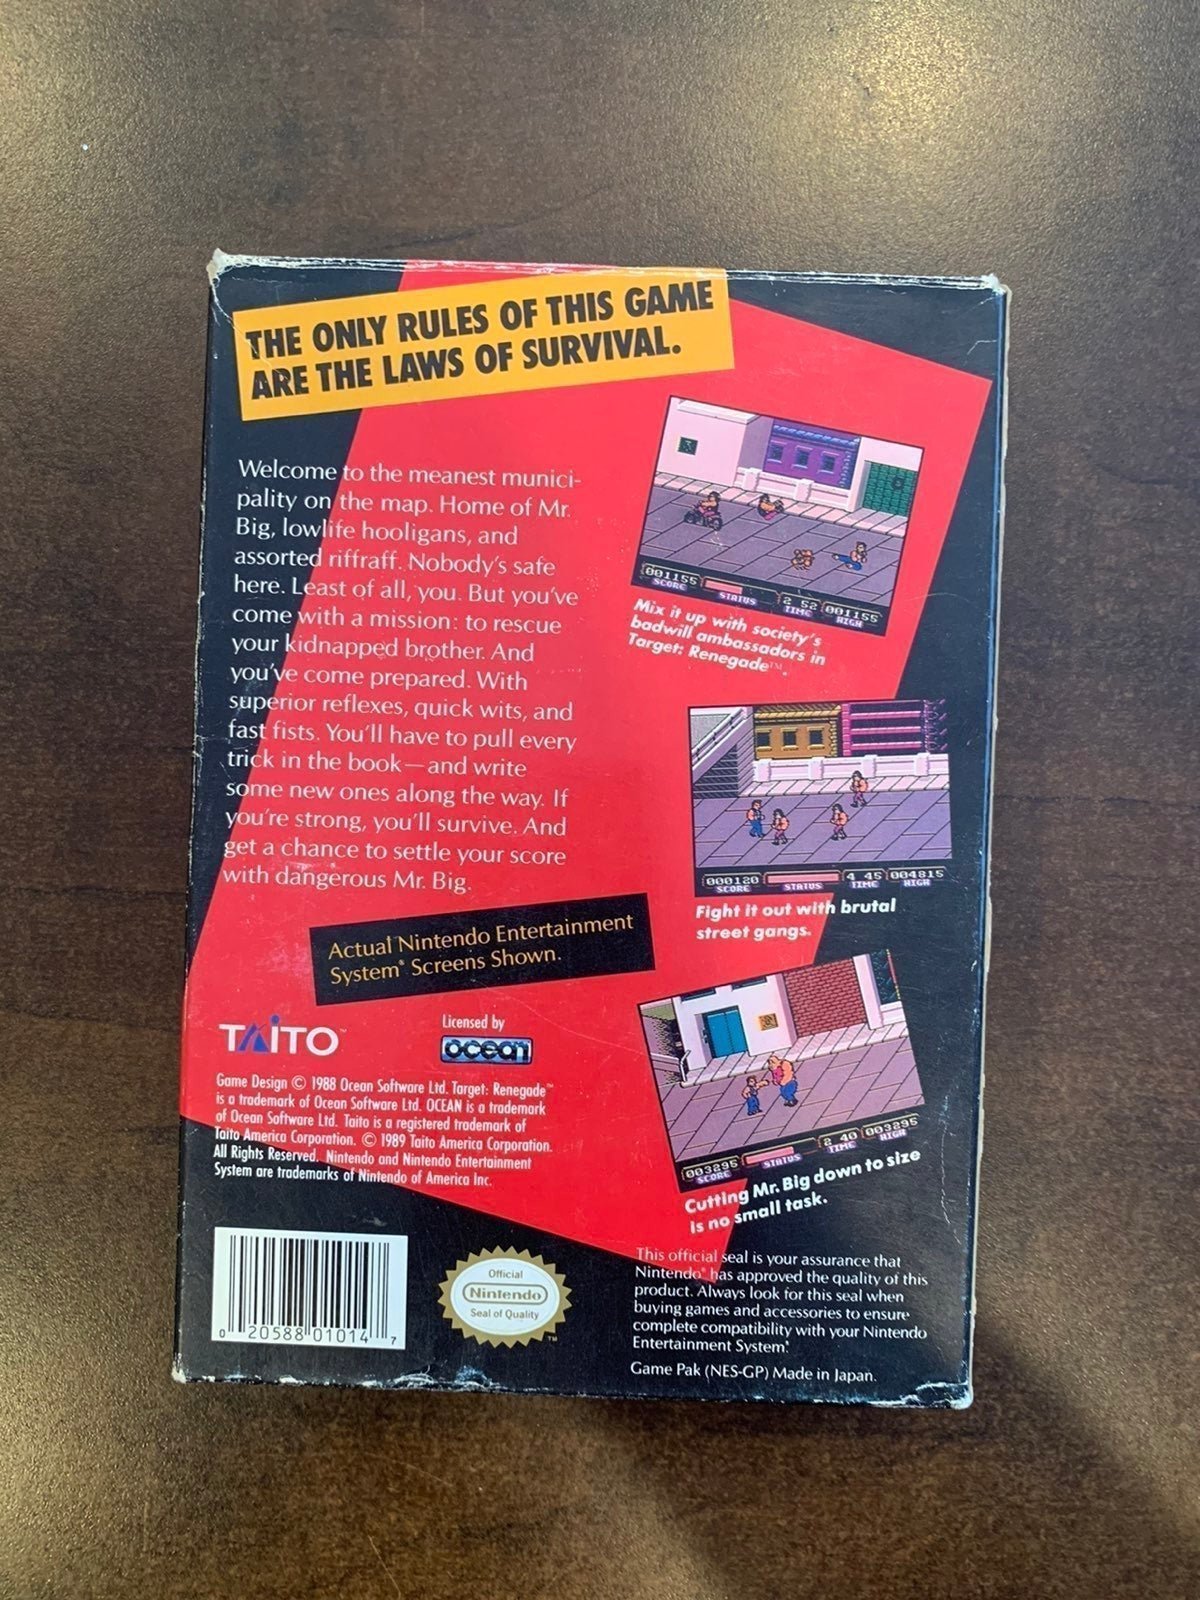 THE ONLY RULES OF THIS GAME
ARE THE LAWS OF SURVIVAL.
Welcome to the meanest munici-
pality on the map. Home of Mr.
Big, lowlife hooligans, and
assorted riffraff. Nobody's safe
here. Least of all, you. But you've
come with a mission: to rescue
your kidnapped brother. And
you've come prepared. With
superior reflexes, quick wits, and
fast fists. You'll have to pull every
trick in the book—and write
some new ones along the way. If
you're strong, you'll survive. And
get a chance to settle your score
with dangerous Mr. Big.
001155 2 52 001155
SCORE STATUS TIME HIGH
Mix it up with society's
badwill ambassadors in
Target: Renegade™.
000120 4 45 004815
SCORE STATUS TIME HIGH
Fight it out with brutal
street gangs.
003295 2 40 003295
SCORE STATUS TIME HIGH
Cutting Mr. Big down to size
is no small task.
Actual Nintendo Entertainment
System® Screens Shown.
TAITO™
Licensed by
ocean
Game Design © 1988 Ocean Software Ltd. Target: Renegade™
is a trademark of Ocean Software Ltd. OCEAN is a trademark
of Ocean Software Ltd. Taito is a registered trademark of
Taito America Corporation. © 1989 Taito America Corporation.
All Rights Reserved. Nintendo and Nintendo Entertainment
System are trademarks of Nintendo of America Inc.
0 20588 01014 7
Official
Nintendo
Seal of Quality
TM
This official seal is your assurance that
Nintendo® has approved the quality of this
product. Always look for this seal when
buying games and accessories to ensure
complete compatibility with your Nintendo
Entertainment System.®
Game Pak (NES-GP) Made in Japan.